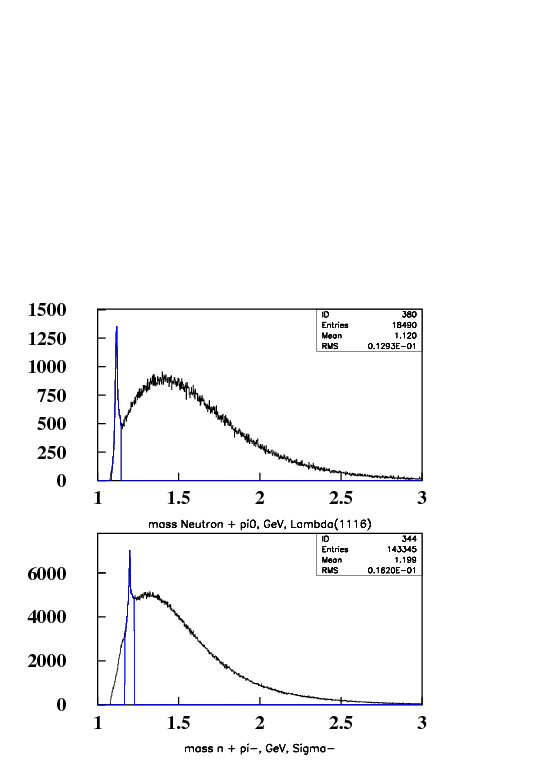 1500
1250
1000
750
500
250
0
ID 380
Entries 18490
Mean 1.120
RMS 0.1293E-01
1 1.5 2 2.5 3
mass Neutron + pi0, GeV, Lambda(1116)
6000
4000
2000
0
ID 344
Entries 143345
Mean 1.199
RMS 0.1620E-01
1 1.5 2 2.5 3
mass n + pi-, GeV, Sigma-